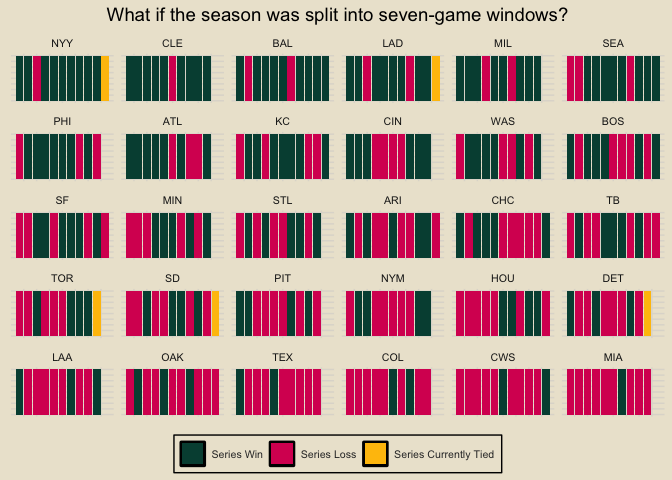 What if the season was split into seven-game windows?
NYY CLE BAL LAD MIL SEA
PHI ATL KC CIN WAS BOS
SF MIN STL ARI CHC TB
TOR SD PIT NYM HOU DET
LAA OAK TEX COL CWS MIA
Series Win Series Loss Series Currently Tied